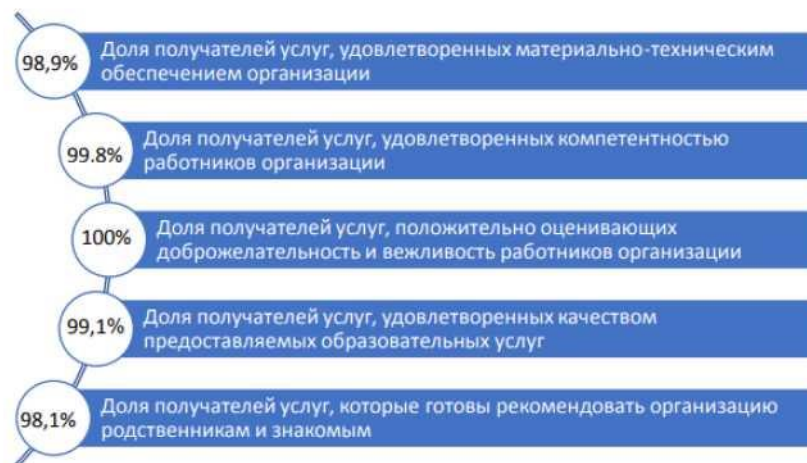 98,9%
Доля получателей услуг, удовлетворенных материально-техническим
обеспечением организации
99.8%
Доля получателей услуг, удовлетворенных компетентностью
работников организации
100%
Доля получателей услуг, положительно оценивающих
доброжелательность и вежливость работников организации
99,1%
Доля получателей услуг, удовлетворенных качеством
предоставляемых образовательных услуг
98,1%
Доля получателей услуг, которые готовы рекомендовать организацию
родственникам и знакомым